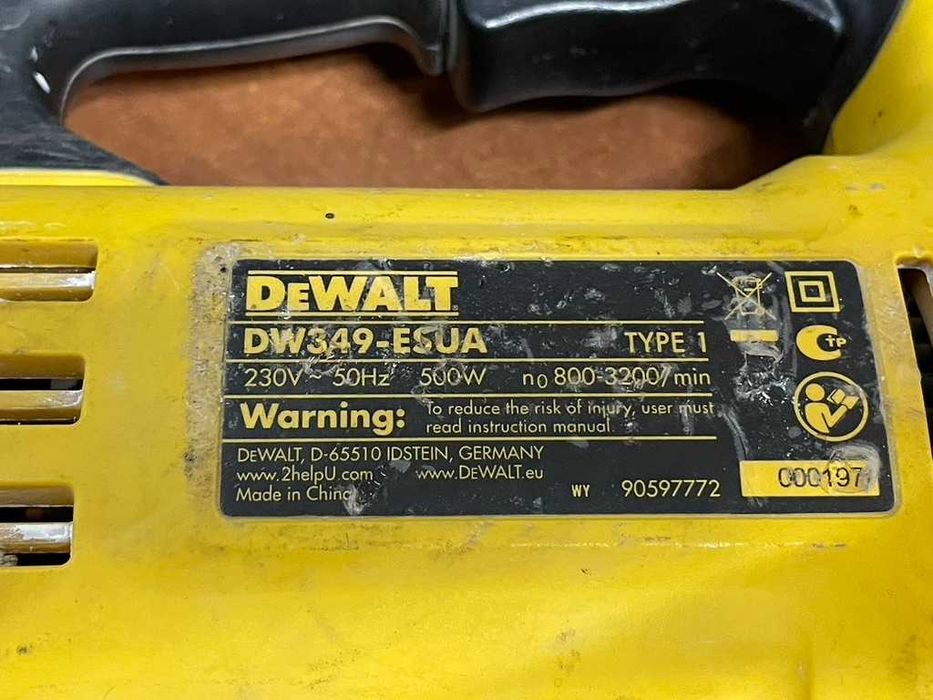 DEWALT
DW349-ESUA TYPE 1
230V ~ 50Hz 500W n0 800-3200/min
Warning: To reduce the risk of injury, user must
read instruction manual
DEWALT, D-65510 IDSTEIN, GERMANY
www.2helpU.com www.DEWALT.eu
Made in China WY 90597772 000197
CTP